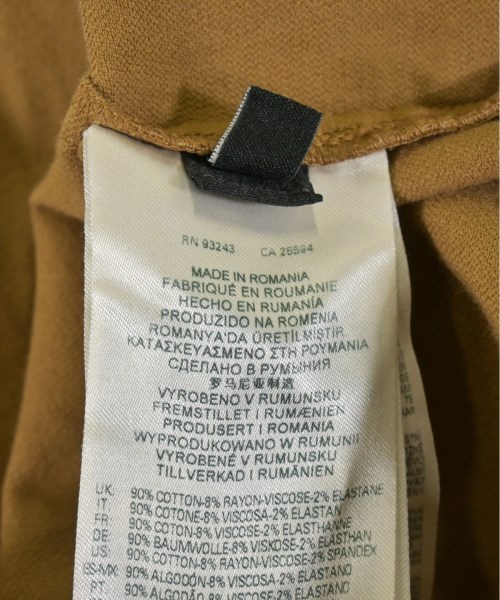 RN 93243 CA 26594
MADE IN ROMANIA
FABRIQUÉ EN ROUMANIE
HECHO EN RUMANÍA
PRODUZIDO NA ROMENIA
ROMANYA'DA ÜRETİLMİŞTİR
ΚΑΤΑΣΚΕΥΑΣΜΕΝΟ ΣΤΗ ΡΟΥΜΑΝΙΑ
СДЕЛАНО В РУМЫНИЯ
罗马尼亚制造
VYROBENO V RUMUNSKU
FREMSTILLET I RUMÆNIEN
PRODUSERT I ROMANIA
WYPRODUKOWANO W RUMUNII
VYROBENÉ V RUMUNSKU
TILLVERKAD I RUMÄNIEN
UK: 90% COTTON-8% RAYON-VISCOSE-2% ELASTANE
IT: 90% COTONE-8% VISCOSA-2% ELASTAN
FR: 90% COTON-8% VISCOSE-2% ELASTHANNE
DE: 90% BAUMWOLLE-8% VISKOSE-2% ELASTHAN
US: 90% COTTON-8% RAYON-VISCOSE-2% SPANDEX
ES-MX: 90% ALGODÓN-8% VISCOSA-2% ELASTANO
PT: 90% ALGODÃO-8% VISCOSE-2%